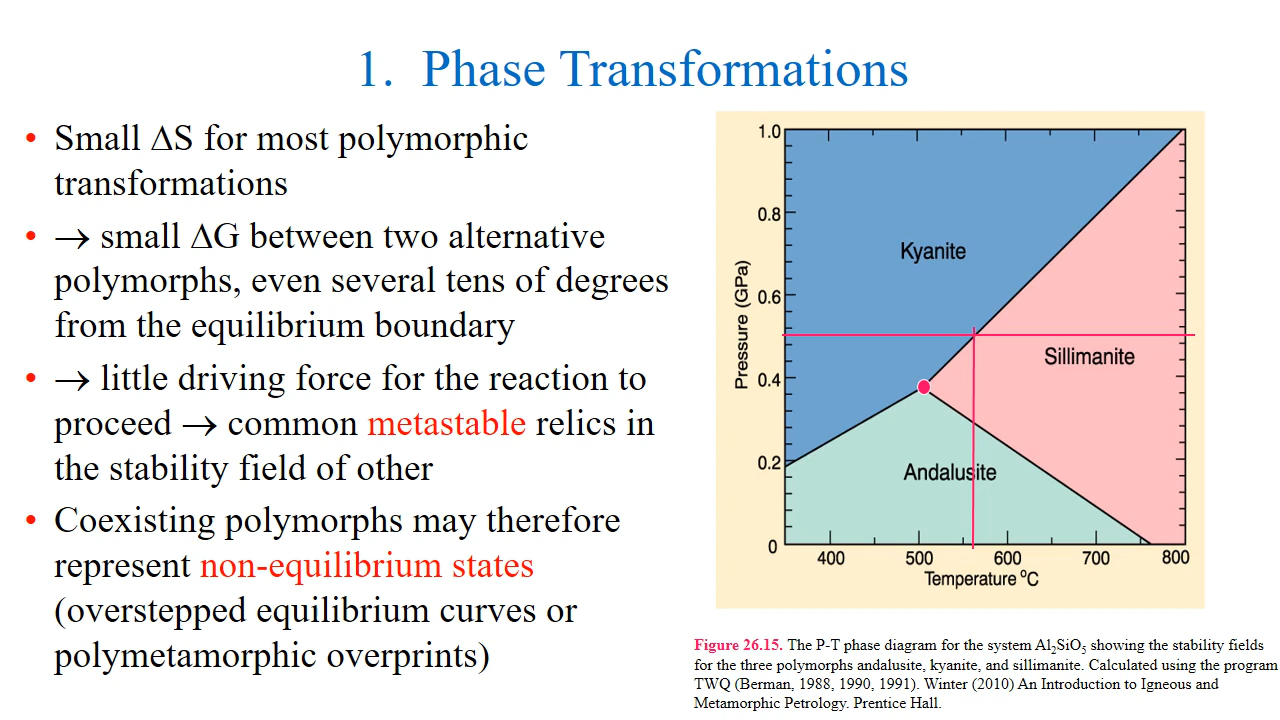 1. Phase Transformations
• Small ΔS for most polymorphic
transformations
• → small ΔG between two alternative
polymorphs, even several tens of degrees
from the equilibrium boundary
• → little driving force for the reaction to
proceed → common metastable relics in
the stability field of other
• Coexisting polymorphs may therefore
represent non-equilibrium states
(overstepped equilibrium curves or
polymetamorphic overprints)
1.0
0.8
0.6
0.4
0.2
0
Pressure (GPa)
Kyanite
Sillimanite
Andalusite
400 500 600 700 800
Temperature °C
Figure 26.15. The P-T phase diagram for the system Al₂SiO₅ showing the stability fields
for the three polymorphs andalusite, kyanite, and sillimanite. Calculated using the program
TWQ (Berman, 1988, 1990, 1991). Winter (2010) An Introduction to Igneous and
Metamorphic Petrology. Prentice Hall.